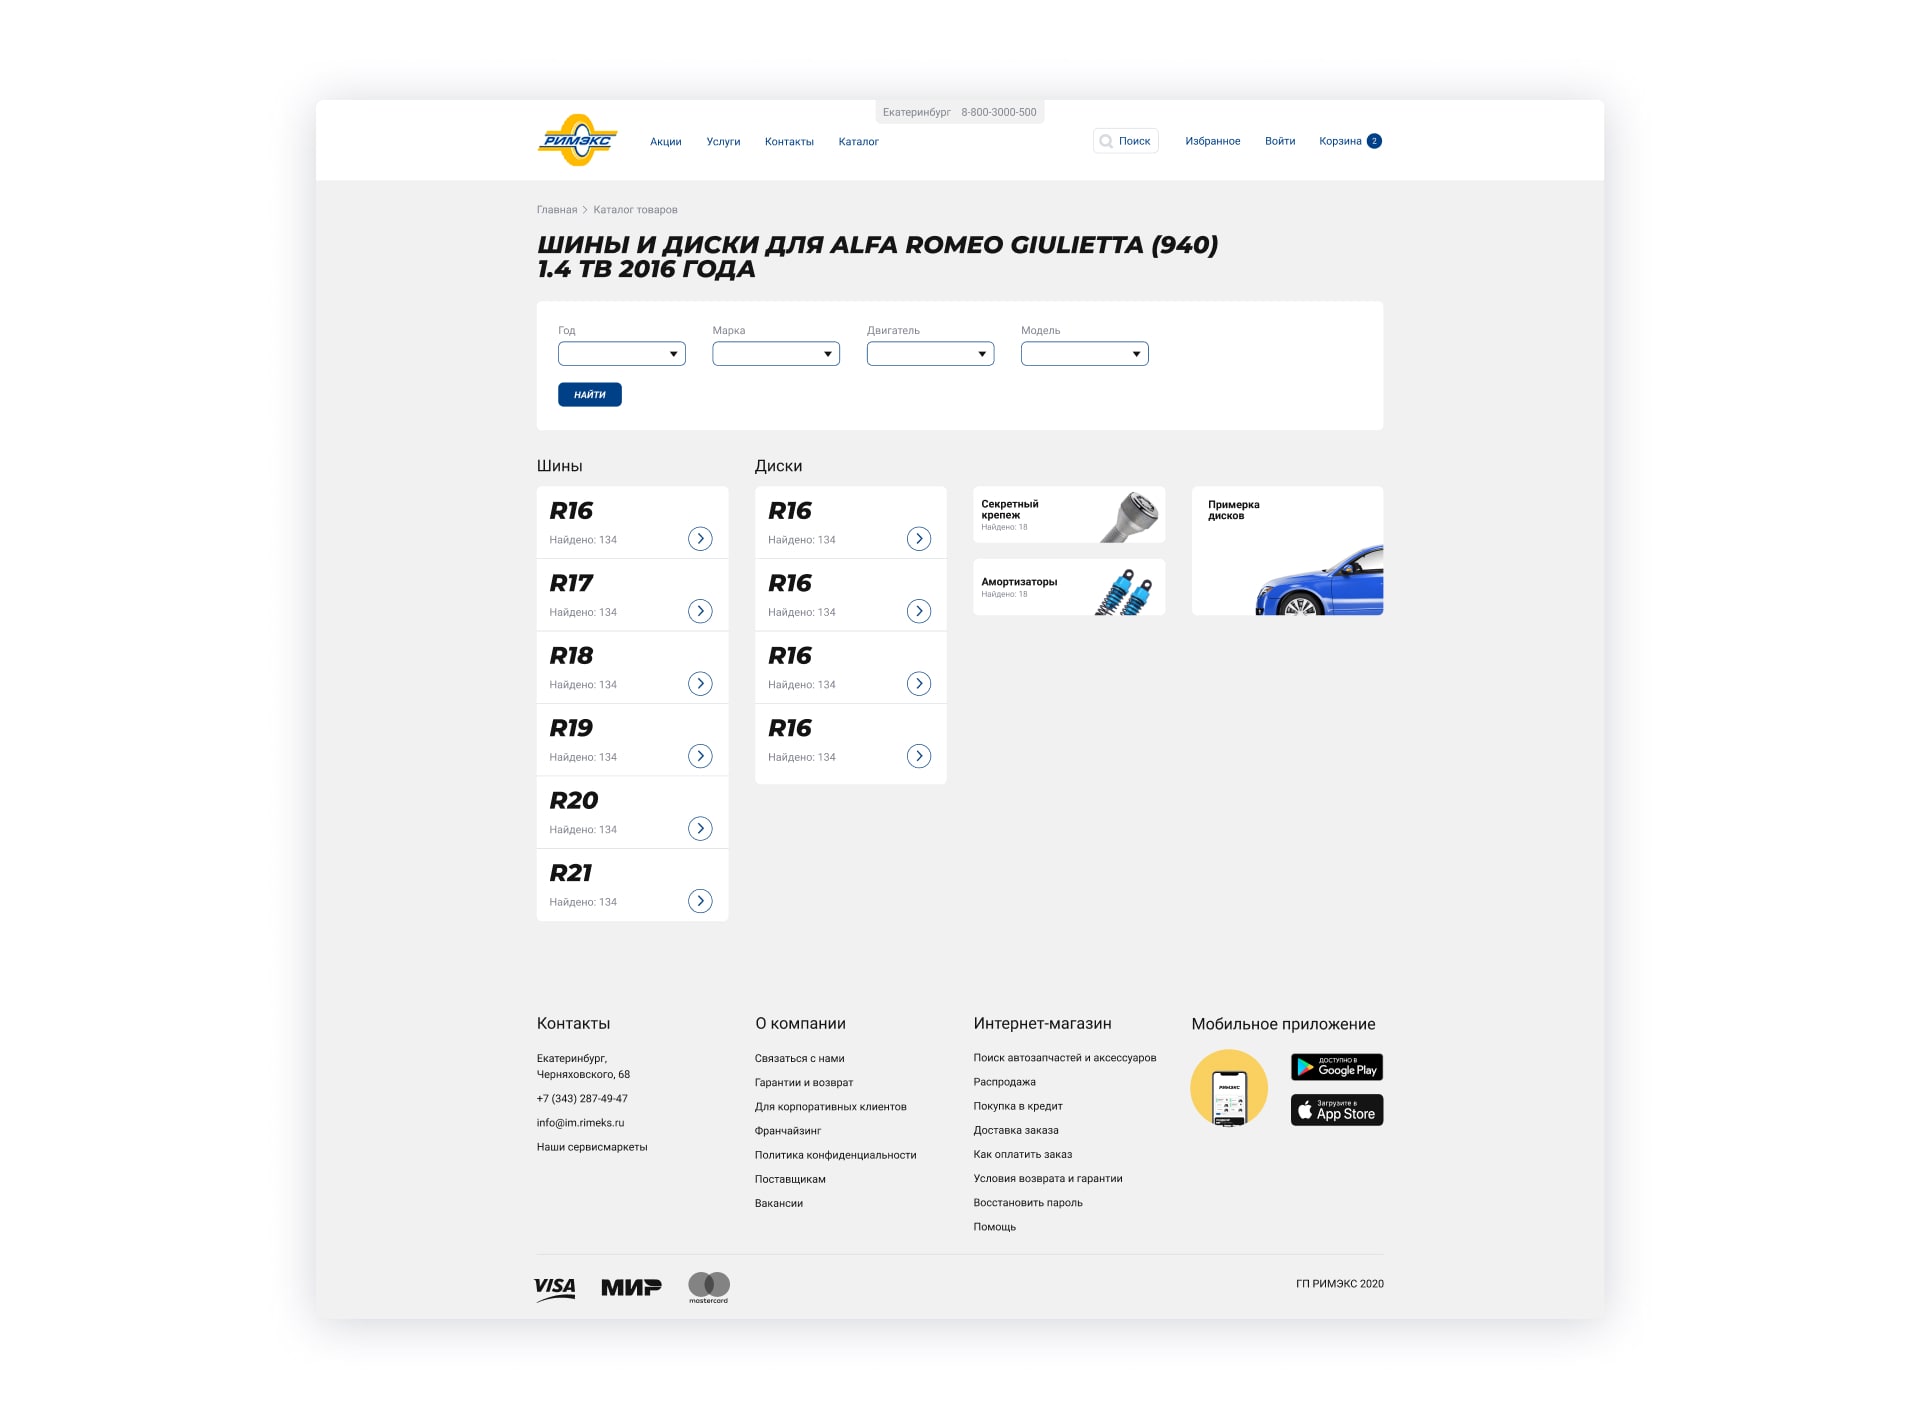 Екатеринбург 8-800-3000-500
РИМЭКС
Акции Услуги Контакты Каталог
Поиск Избранное Войти Корзина 2
Главная > Каталог товаров
ШИНЫ И ДИСКИ ДЛЯ ALFA ROMEO GIULIETTA (940)
1.4 TB 2016 ГОДА
Год Марка Двигатель Модель
НАЙТИ
Шины
R16
Найдено: 134
R17
Найдено: 134
R18
Найдено: 134
R19
Найдено: 134
R20
Найдено: 134
R21
Найдено: 134
Диски
R16
Найдено: 134
R16
Найдено: 134
R16
Найдено: 134
R16
Найдено: 134
Секретный
крепеж
Найдено: 18
Амортизаторы
Найдено: 18
Примерка
дисков
Контакты
Екатеринбург,
Черняховского, 68
+7 (343) 287-49-47
info@im.rimeks.ru
Наши сервисмаркеты
О компании
Связаться с нами
Гарантии и возврат
Для корпоративных клиентов
Франчайзинг
Политика конфиденциальности
Поставщикам
Вакансии
Интернет-магазин
Поиск автозапчастей и аксессуаров
Распродажа
Покупка в кредит
Доставка заказа
Как оплатить заказ
Условия возврата и гарантии
Восстановить пароль
Помощь
Мобильное приложение
РИМЭКС
ДОСТУПНО В
Google Play
Загрузите в
App Store
VISA
МИР
mastercard
ГП РИМЭКС 2020